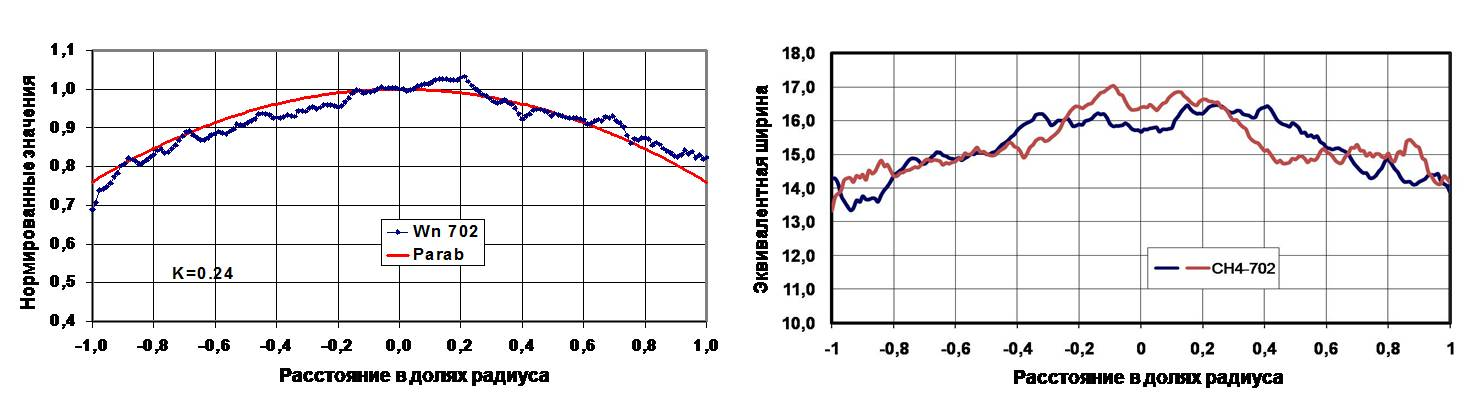 Нормированные значения
1,1
1,0
0,9
0,8
0,7
0,6
0,5
0,4
Wn 702
Parab
K=0.24
-1,0 -0,8 -0,6 -0,4 -0,2 0,0 0,2 0,4 0,6 0,8 1,0
Расстояние в долях радиуса
Эквивалентная ширина
18,0
17,0
16,0
15,0
14,0
13,0
12,0
11,0
10,0
CH4-702
-1 -0,8 -0,6 -0,4 -0,2 0 0,2 0,4 0,6 0,8 1
Расстояние в долях радиуса